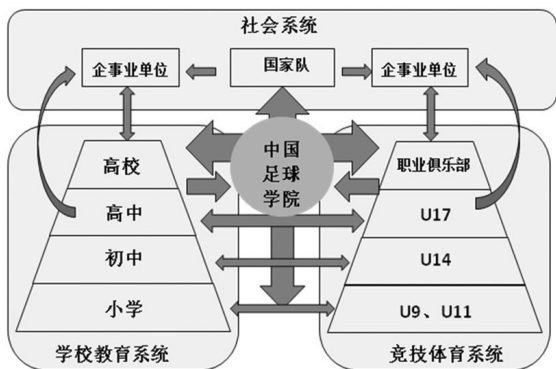 社会系统
企事业单位
国家队
企事业单位
中国
足球
学院
高校
高中
初中
小学
学校教育系统
职业俱乐部
U17
U14
U9、U11
竞技体育系统